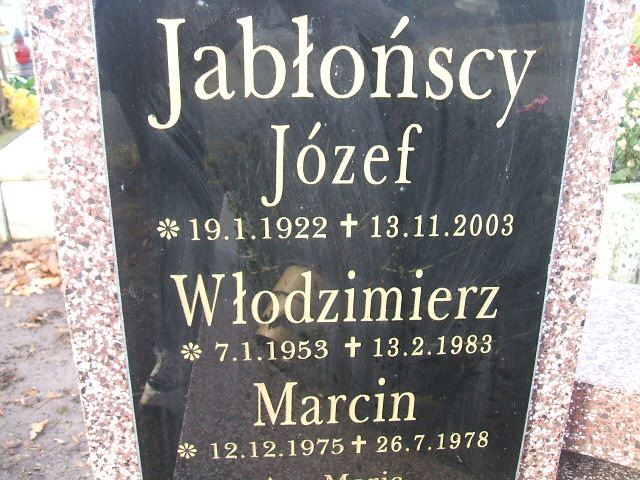 Jabłońscy
Józef
* 19.1.1922 ✝ 13.11.2003
Włodzimierz
* 7.1.1953 ✝ 13.2.1983
Marcin
* 12.12.1975 ✝ 26.7.1978
Maria